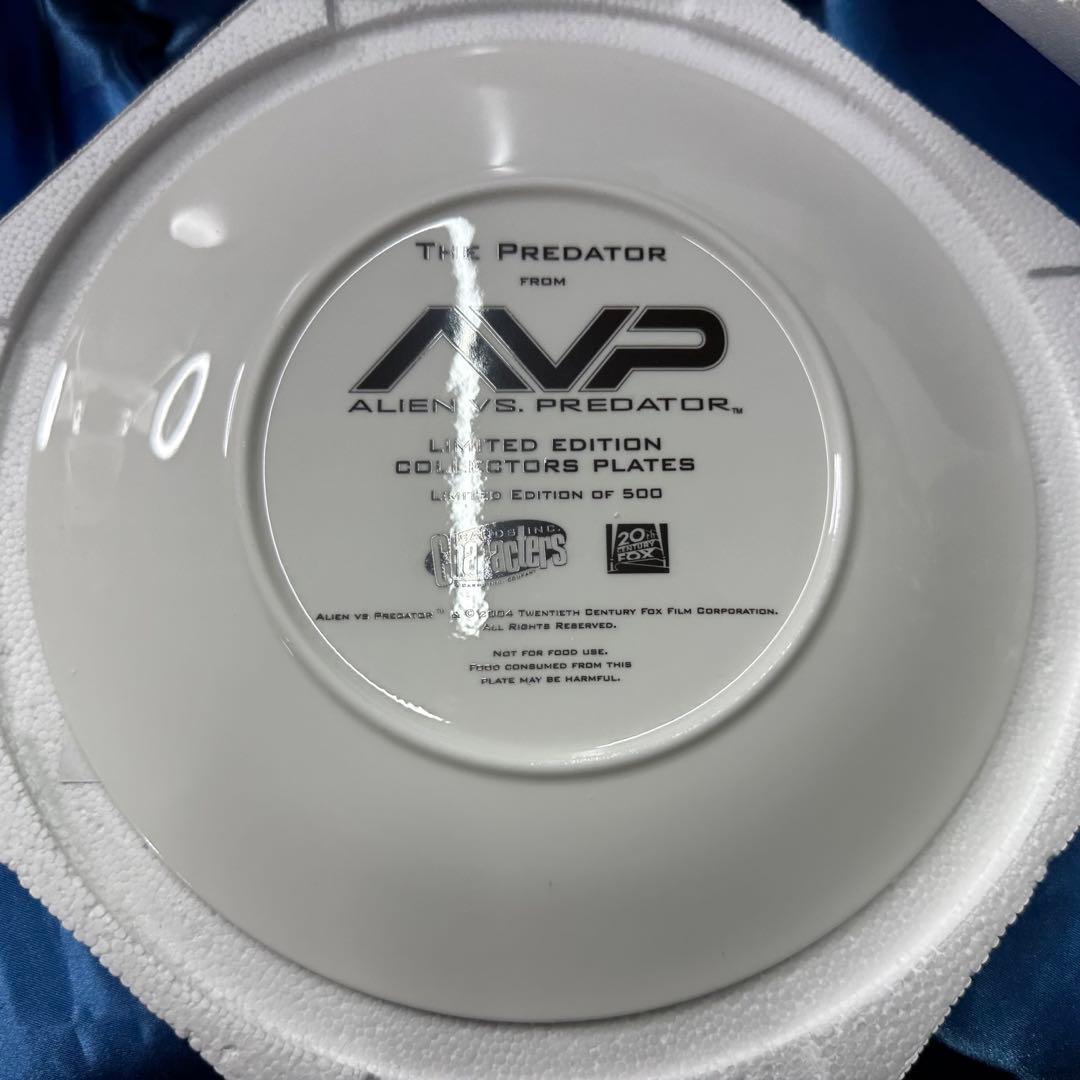 THE PREDATOR
FROM
AVP
ALIEN VS. PREDATOR™
LIMITED EDITION
COLLECTORS PLATES
LIMITED EDITION OF 500
INC.
Characters
COMPANY
20th
CENTURY
FOX
ALIEN VS PREDATOR™ & © 2004 TWENTIETH CENTURY FOX FILM CORPORATION.
ALL RIGHTS RESERVED.
NOT FOR FOOD USE.
FOOD CONSUMED FROM THIS
PLATE MAY BE HARMFUL.